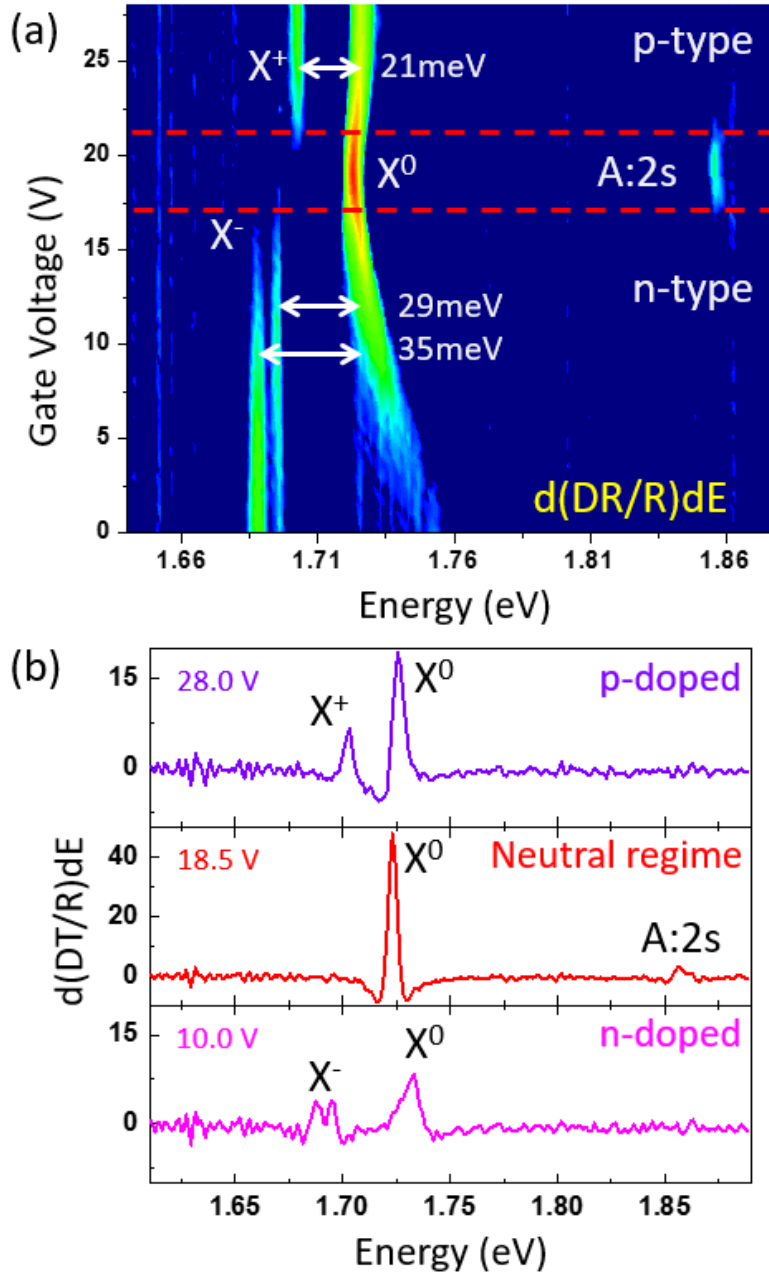 (a)
p-type
X⁺
21meV
X⁰
A:2s
X⁻
n-type
29meV
35meV
d(DR/R)dE
Gate Voltage (V)
25
20
15
10
5
0
1.66
1.71
1.76
1.81
1.86
Energy (eV)
(b)
28.0 V
X⁺
X⁰
p-doped
15
0
18.5 V
X⁰
Neutral regime
A:2s
40
20
0
d(DT/R)dE
10.0 V
X⁻
X⁰
n-doped
15
0
1.65
1.70
1.75
1.80
1.85
Energy (eV)